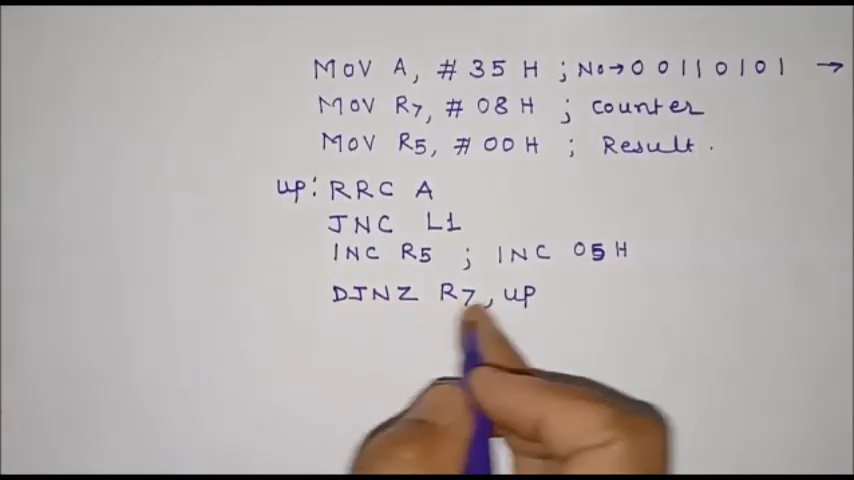 MOV A, # 35 H ; No→ 0 0 1 1 0 1 0 1 →
MOV R7, # 08 H ; counter
MOV R5, # 00 H ; Result .
up: RRC A
JNC L1
INC R5 ; INC 05 H
DJNZ R7, up